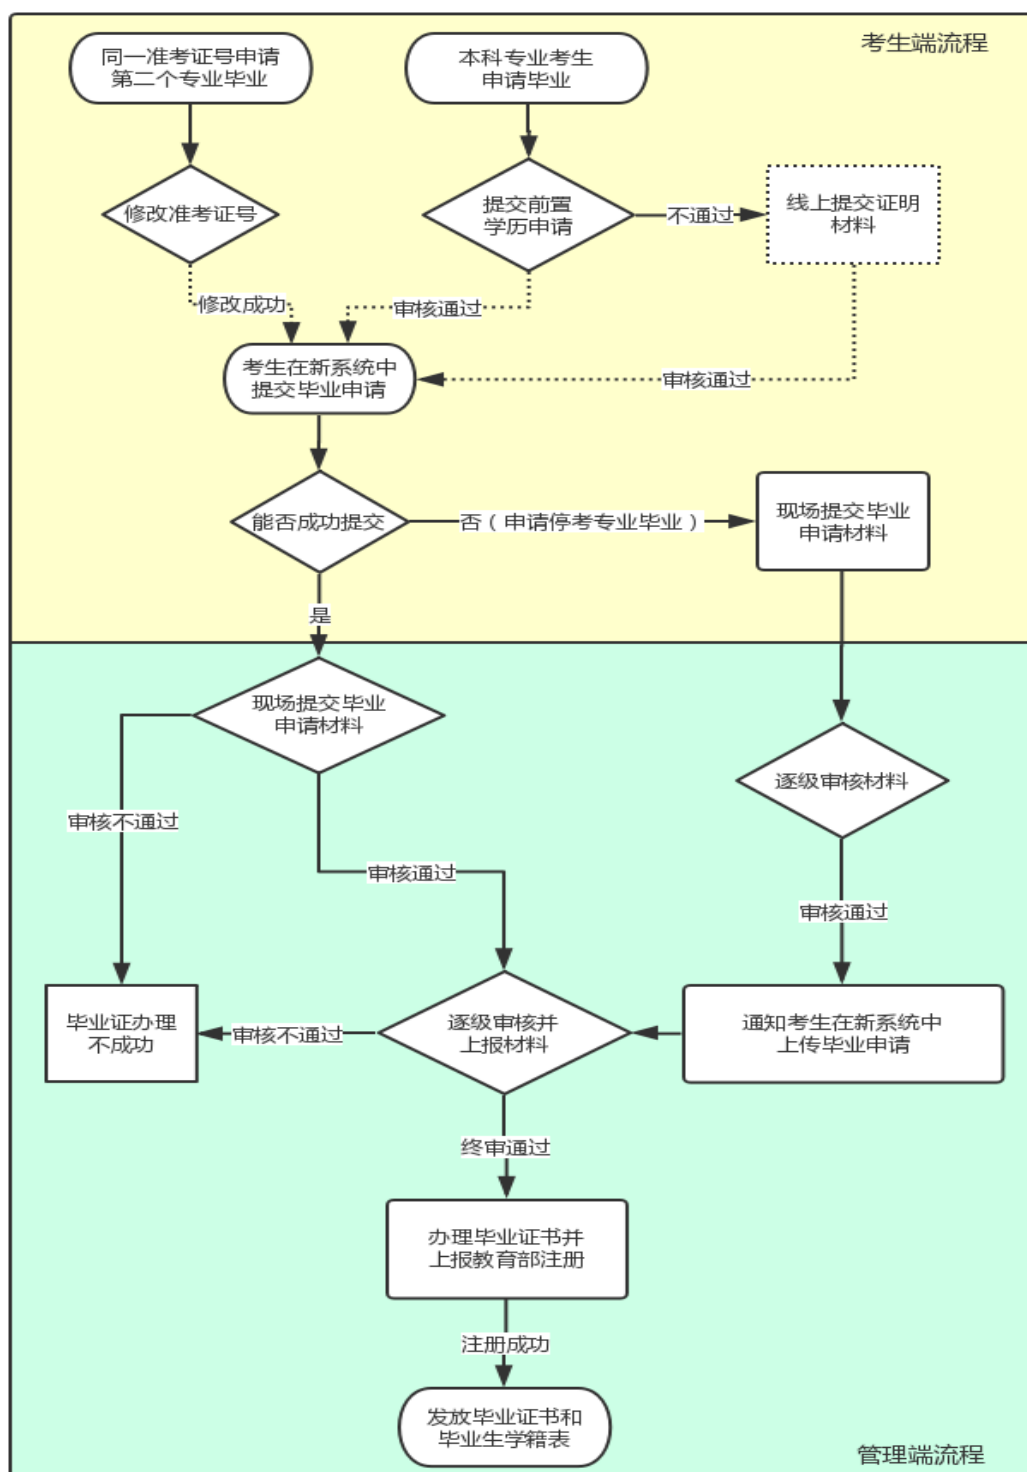 考生端流程
同一准考证号申请
第二个专业毕业
本科专业考生
申请毕业
修改准考证号
提交前置
学历申请
不通过
线上提交证明
材料
修改成功
审核通过
考生在新系统中
提交毕业申请
审核通过
能否成功提交
否（申请停考专业毕业）
现场提交毕业
申请材料
是
现场提交毕业
申请材料
逐级审核材料
审核不通过
审核通过
审核通过
毕业证办理
不成功
审核不通过
逐级审核并
上报材料
通知考生在新系统中
上传毕业申请
终审通过
办理毕业证书并
上报教育部注册
注册成功
发放毕业证书和
毕业生学籍表
管理端流程